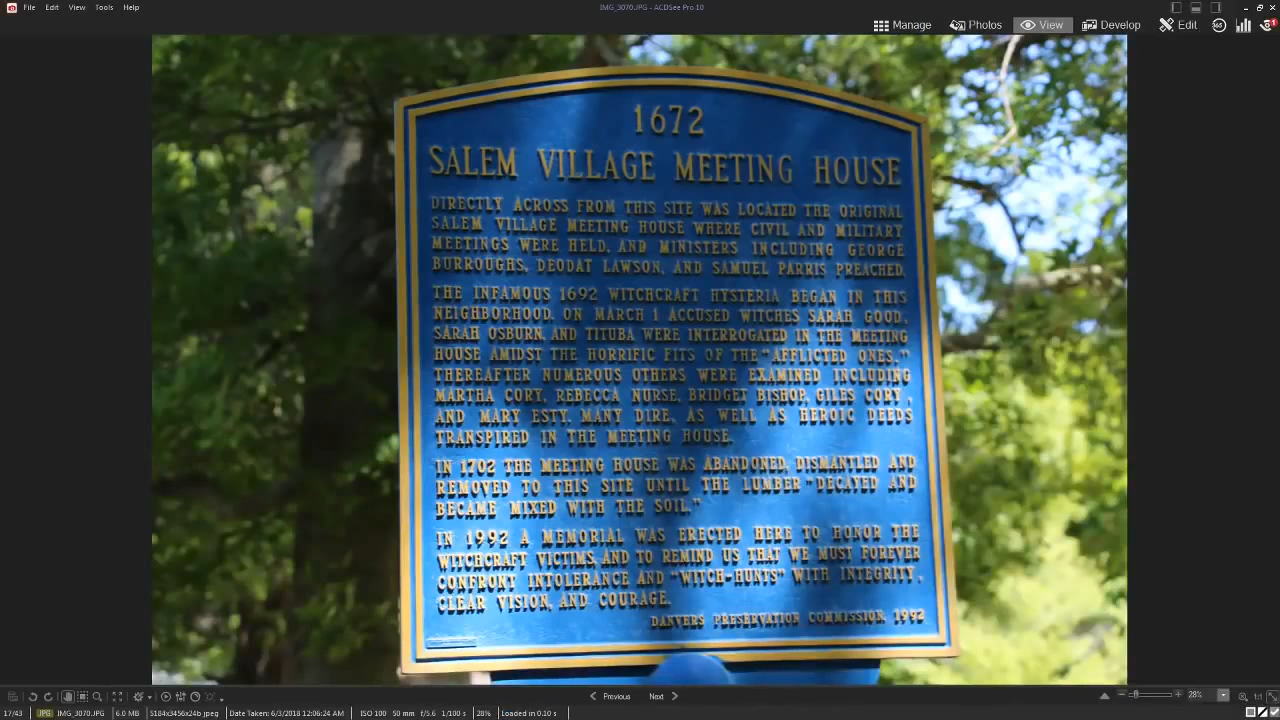 File Edit View Tools Help
IMG_3070.JPG - ACDSee Pro 10
Manage Photos View Develop Edit 365
1672
SALEM VILLAGE MEETING HOUSE
DIRECTLY ACROSS FROM THIS SITE WAS LOCATED THE ORIGINAL
SALEM VILLAGE MEETING HOUSE WHERE CIVIL AND MILITARY
MEETINGS WERE HELD, AND MINISTERS INCLUDING GEORGE
BURROUGHS, DEODAT LAWSON, AND SAMUEL PARRIS PREACHED.
THE INFAMOUS 1692 WITCHCRAFT HYSTERIA BEGAN IN THIS
NEIGHBORHOOD. ON MARCH 1 ACCUSED WITCHES SARAH GOOD,
SARAH OSBURN, AND TITUBA WERE INTERROGATED IN THE MEETING
HOUSE AMIDST THE HORRIFIC FITS OF THE "AFFLICTED ONES."
THEREAFTER NUMEROUS OTHERS WERE EXAMINED INCLUDING
MARTHA CORY, REBECCA NURSE, BRIDGET BISHOP, GILES CORY,
AND MARY ESTY. MANY DIRE, AS WELL AS HEROIC DEEDS
TRANSPIRED IN THE MEETING HOUSE.
IN 1702 THE MEETING HOUSE WAS ABANDONED, DISMANTLED AND
REMOVED TO THIS SITE UNTIL THE LUMBER "DECAYED AND
BECAME MIXED WITH THE SOIL."
IN 1992 A MEMORIAL WAS ERECTED HERE TO HONOR THE
WITCHCRAFT VICTIMS, AND TO REMIND US THAT WE MUST FOREVER
CONFRONT INTOLERANCE AND "WITCH-HUNTS" WITH INTEGRITY,
CLEAR VISION, AND COURAGE.
DANVERS PRESERVATION COMMISSION, 1992
Previous Next 28% 1:1
17/43 JPG IMG_3070.JPG 6.0 MB 5184x3456x24b jpeg Date Taken: 6/3/2018 12:06:24 AM ISO 100 50 mm f/5.6 1/100 s 28% Loaded in 0.10 s